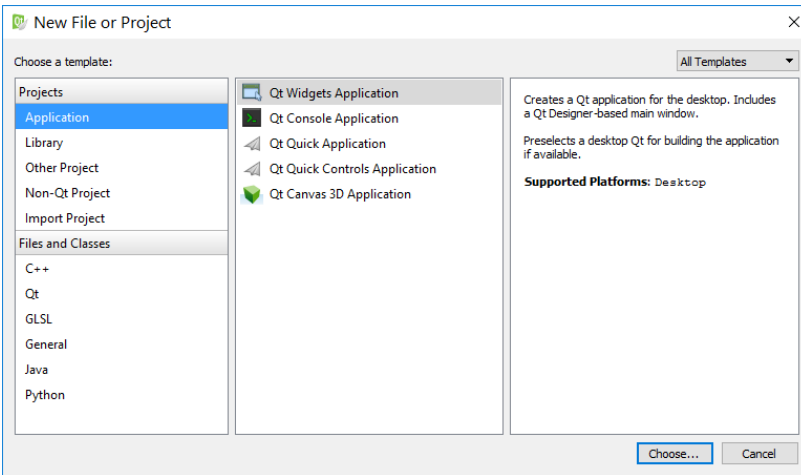 New File or Project
Choose a template:
All Templates
Projects
Application
Library
Other Project
Non-Qt Project
Import Project
Files and Classes
C++
Qt
GLSL
General
Java
Python
Qt Widgets Application
Qt Console Application
Qt Quick Application
Qt Quick Controls Application
Qt Canvas 3D Application
Creates a Qt application for the desktop. Includes
a Qt Designer-based main window.
Preselects a desktop Qt for building the application
if available.
Supported Platforms: Desktop
Choose...
Cancel